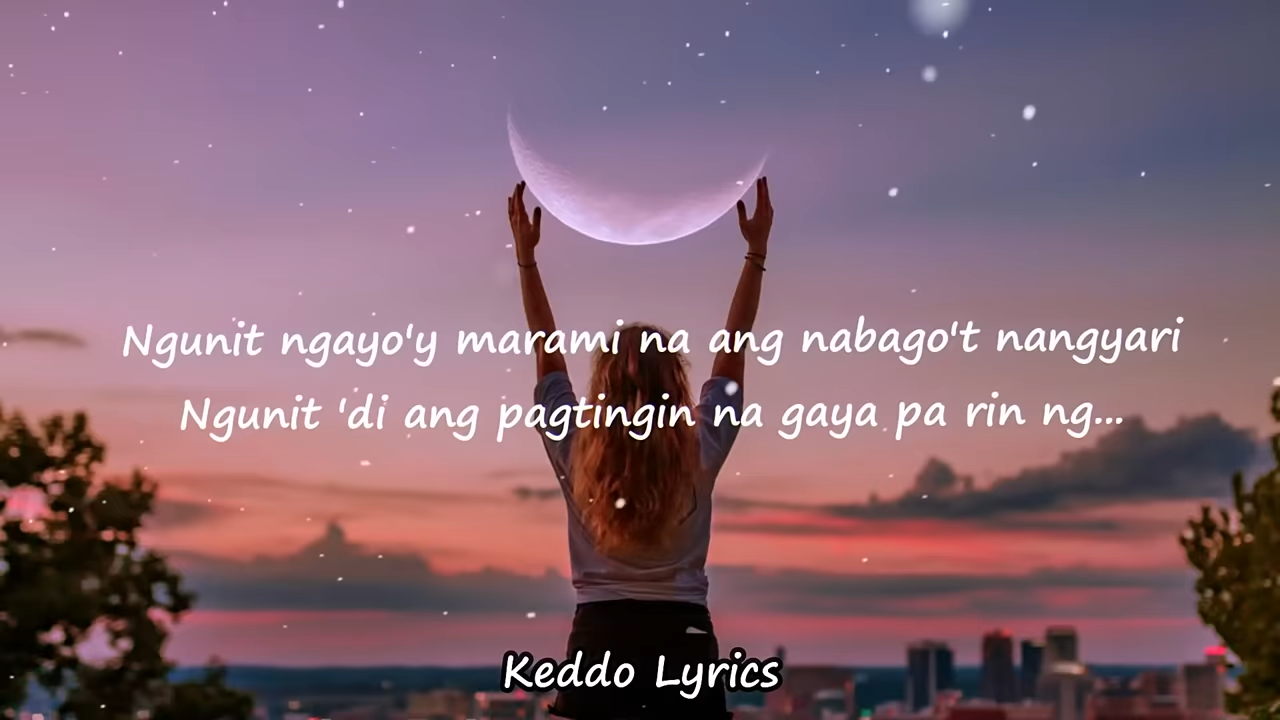 Ngunit ngayo'y marami na ang nabago't nangyari
Ngunit 'di ang pagtingin na gaya pa rin ng...
Keddo Lyrics